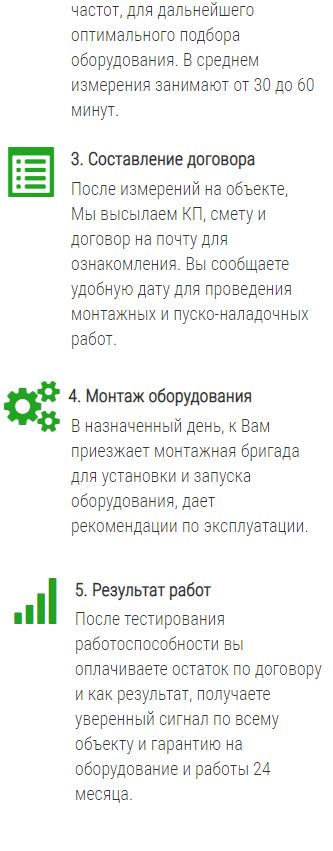 частот, для дальнейшего
оптимального подбора
оборудования. В среднем
измерения занимают от 30 до 60
минут.
3. Составление договора
После измерений на объекте,
Мы высылаем КП, смету и
договор на почту для
ознакомления. Вы сообщаете
удобную дату для проведения
монтажных и пуско-наладочных
работ.
4. Монтаж оборудования
В назначенный день, к Вам
приезжает монтажная бригада
для установки и запуска
оборудования, дает
рекомендации по эксплуатации.
5. Результат работ
После тестирования
работоспособности вы
оплачиваете остаток по договору
и как результат, получаете
уверенный сигнал по всему
объекту и гарантию на
оборудование и работы 24
месяца.